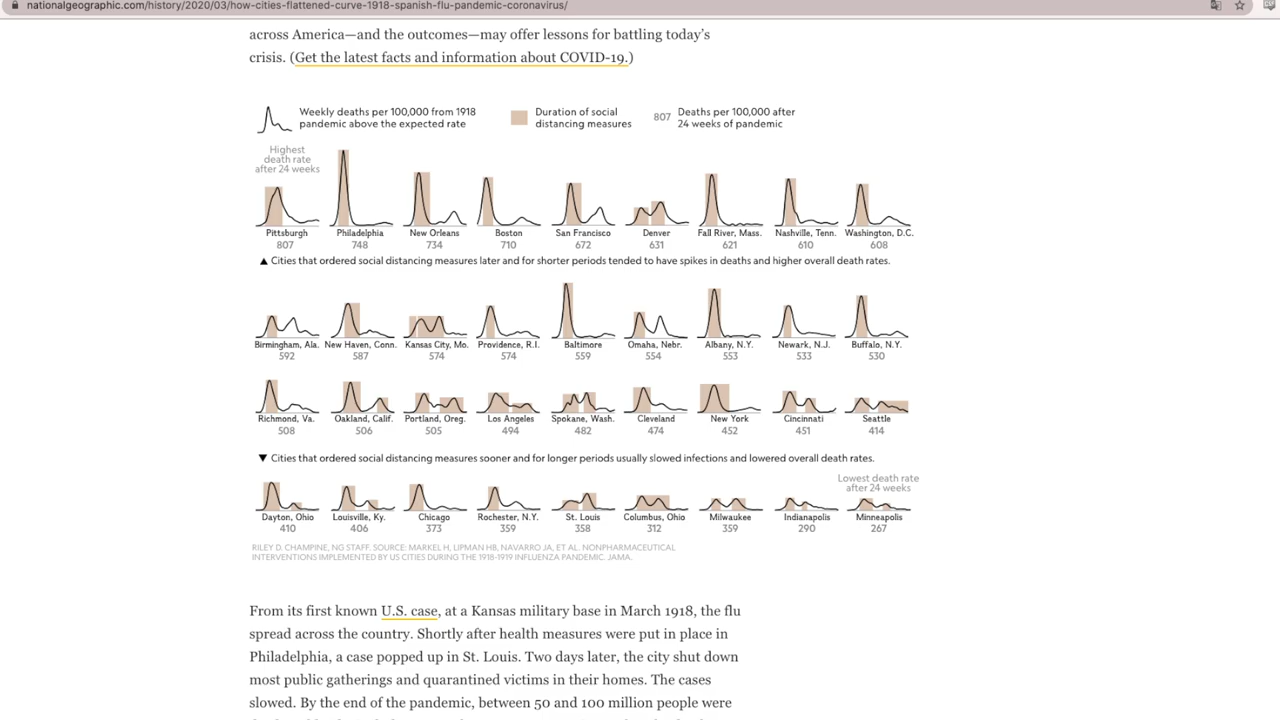 nationalgeographic.com/history/2020/03/how-cities-flattened-curve-1918-spanish-flu-pandemic-coronavirus/
across America—and the outcomes—may offer lessons for battling today's
crisis. (Get the latest facts and information about COVID-19.)
Weekly deaths per 100,000 from 1918
pandemic above the expected rate
Duration of social
distancing measures
807 Deaths per 100,000 after
24 weeks of pandemic
Highest
death rate
after 24 weeks
Pittsburgh Philadelphia New Orleans Boston San Francisco Denver Fall River, Mass. Nashville, Tenn. Washington, D.C.
807 748 734 710 672 631 621 610 608
▲ Cities that ordered social distancing measures later and for shorter periods tended to have spikes in deaths and higher overall death rates.
Birmingham, Ala. New Haven, Conn. Kansas City, Mo. Providence, R.I. Baltimore Omaha, Nebr. Albany, N.Y. Newark, N.J. Buffalo, N.Y.
592 587 574 574 559 554 553 533 530
Richmond, Va. Oakland, Calif. Portland, Oreg. Los Angeles Spokane, Wash. Cleveland New York Cincinnati Seattle
508 506 505 494 482 474 452 451 414
▼ Cities that ordered social distancing measures sooner and for longer periods usually slowed infections and lowered overall death rates.
Lowest death rate
after 24 weeks
Dayton, Ohio Louisville, Ky. Chicago Rochester, N.Y. St. Louis Columbus, Ohio Milwaukee Indianapolis Minneapolis
410 406 373 359 358 312 359 290 267
RILEY D. CHAMPINE, NG STAFF. SOURCE: MARKEL H, LIPMAN HB, NAVARRO JA, ET AL. NONPHARMACEUTICAL
INTERVENTIONS IMPLEMENTED BY US CITIES DURING THE 1918-1919 INFLUENZA PANDEMIC. JAMA.
From its first known U.S. case, at a Kansas military base in March 1918, the flu
spread across the country. Shortly after health measures were put in place in
Philadelphia, a case popped up in St. Louis. Two days later, the city shut down
most public gatherings and quarantined victims in their homes. The cases
slowed. By the end of the pandemic, between 50 and 100 million people were